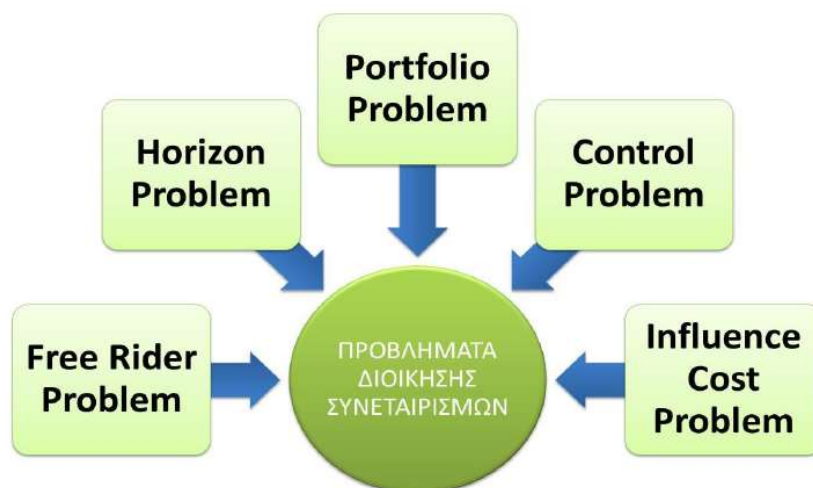 Portfolio
Problem
Horizon
Problem
Control
Problem
Free Rider
Problem
ΠΡΟΒΛΗΜΑΤΑ
ΔΙΟΙΚΗΣΗΣ
ΣΥΝΕΤΑΙΡΙΣΜΩΝ
Influence
Cost
Problem